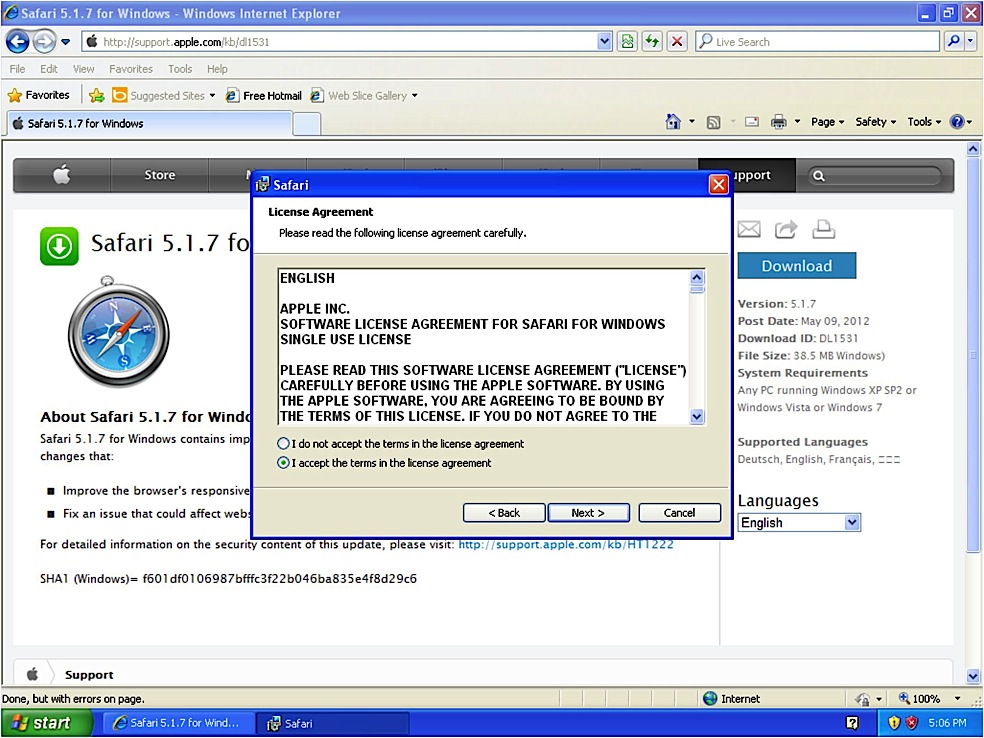 Safari 5.1.7 for Windows - Windows Internet Explorer
http://support.apple.com/kb/dl1531
Live Search
File Edit View Favorites Tools Help
Favorites Suggested Sites Free Hotmail Web Slice Gallery
Safari 5.1.7 for Windows
Page Safety Tools
Store
upport
Safari
License Agreement
Please read the following license agreement carefully.
ENGLISH
APPLE INC.
SOFTWARE LICENSE AGREEMENT FOR SAFARI FOR WINDOWS
SINGLE USE LICENSE
PLEASE READ THIS SOFTWARE LICENSE AGREEMENT ("LICENSE")
CAREFULLY BEFORE USING THE APPLE SOFTWARE. BY USING
THE APPLE SOFTWARE, YOU ARE AGREEING TO BE BOUND BY
THE TERMS OF THIS LICENSE. IF YOU DO NOT AGREE TO THE
I do not accept the terms in the license agreement
I accept the terms in the license agreement
< Back Next > Cancel
Safari 5.1.7 fo
About Safari 5.1.7 for Windo
Safari 5.1.7 for Windows contains imp
changes that:
Improve the browser's responsive
Fix an issue that could affect webs
For detailed information on the security content of this update, please visit: http://support.apple.com/kb/HT1222
SHA1 (Windows)= f601df0106987bfffc3f22b046ba835e4f8d29c6
Download
Version: 5.1.7
Post Date: May 09, 2012
Download ID: DL1531
File Size: 38.5 MB Windows)
System Requirements
Any PC running Windows XP SP2 or
Windows Vista or Windows 7
Supported Languages
Deutsch, English, Français,
Languages
English
Support
Done, but with errors on page.
Internet
100%
start
Safari 5.1.7 for Wind...
Safari
5:06 PM